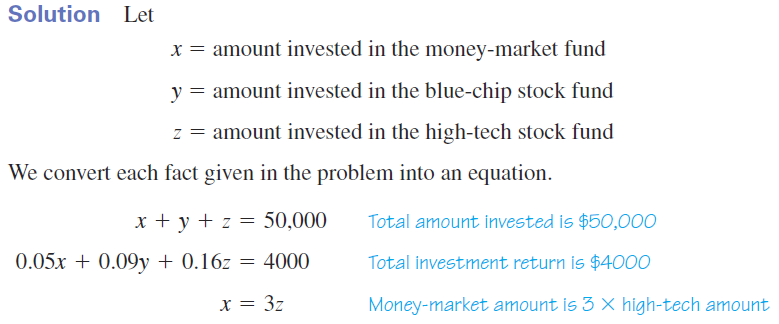 Solution Let
x = amount invested in the money-market fund
y = amount invested in the blue-chip stock fund
z = amount invested in the high-tech stock fund
We convert each fact given in the problem into an equation.
x + y + z = 50,000 Total amount invested is $50,000
0.05x + 0.09y + 0.16z = 4000 Total investment return is $4000
x = 3z Money-market amount is 3 × high-tech amount